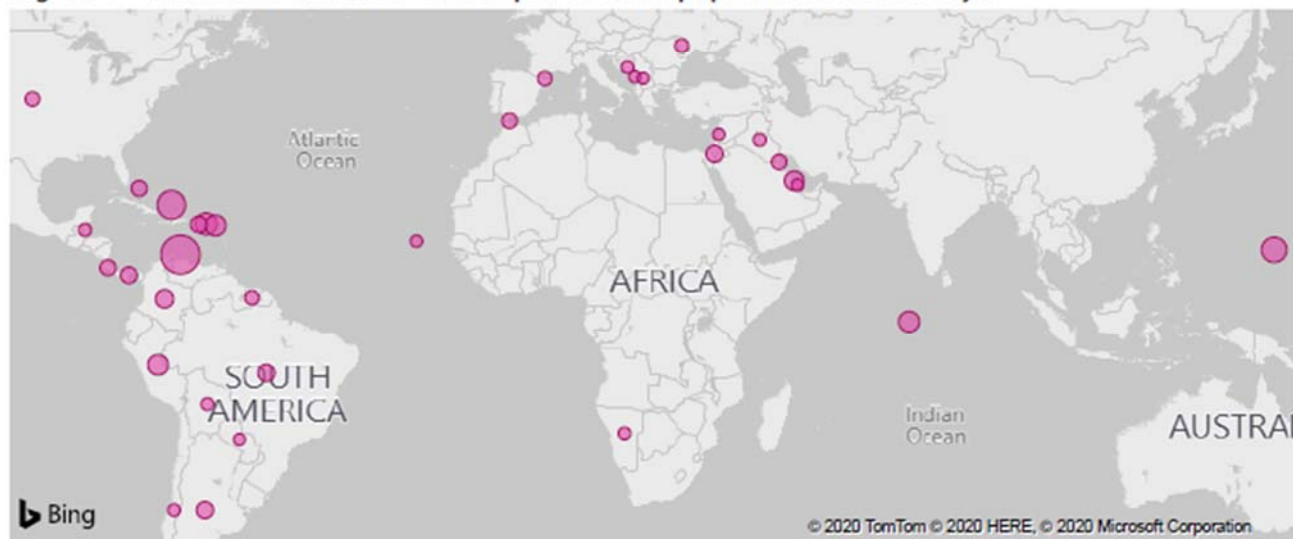 Atlantic
Ocean
AFRICA
SOUTH
AMERICA
Indian
Ocean
AUSTRA
Bing
© 2020 TomTom © 2020 HERE, © 2020 Microsoft Corporation